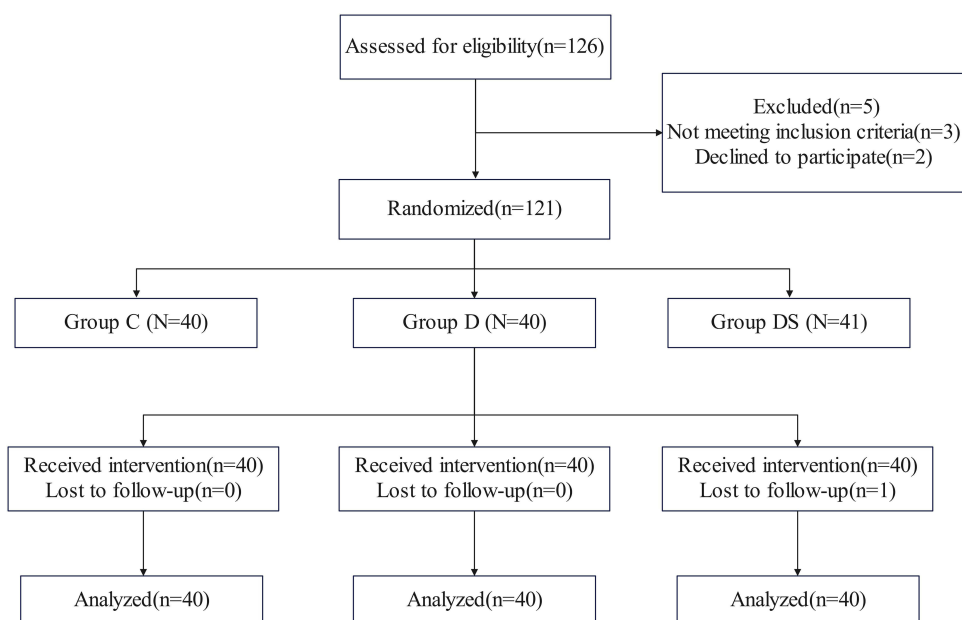 Assessed for eligibility(n=126)
Excluded(n=5)
Not meeting inclusion criteria(n=3)
Declined to participate(n=2)
Randomized(n=121)
Group C (N=40)
Group D (N=40)
Group DS (N=41)
Received intervention(n=40)
Lost to follow-up(n=0)
Received intervention(n=40)
Lost to follow-up(n=0)
Received intervention(n=40)
Lost to follow-up(n=1)
Analyzed(n=40)
Analyzed(n=40)
Analyzed(n=40)